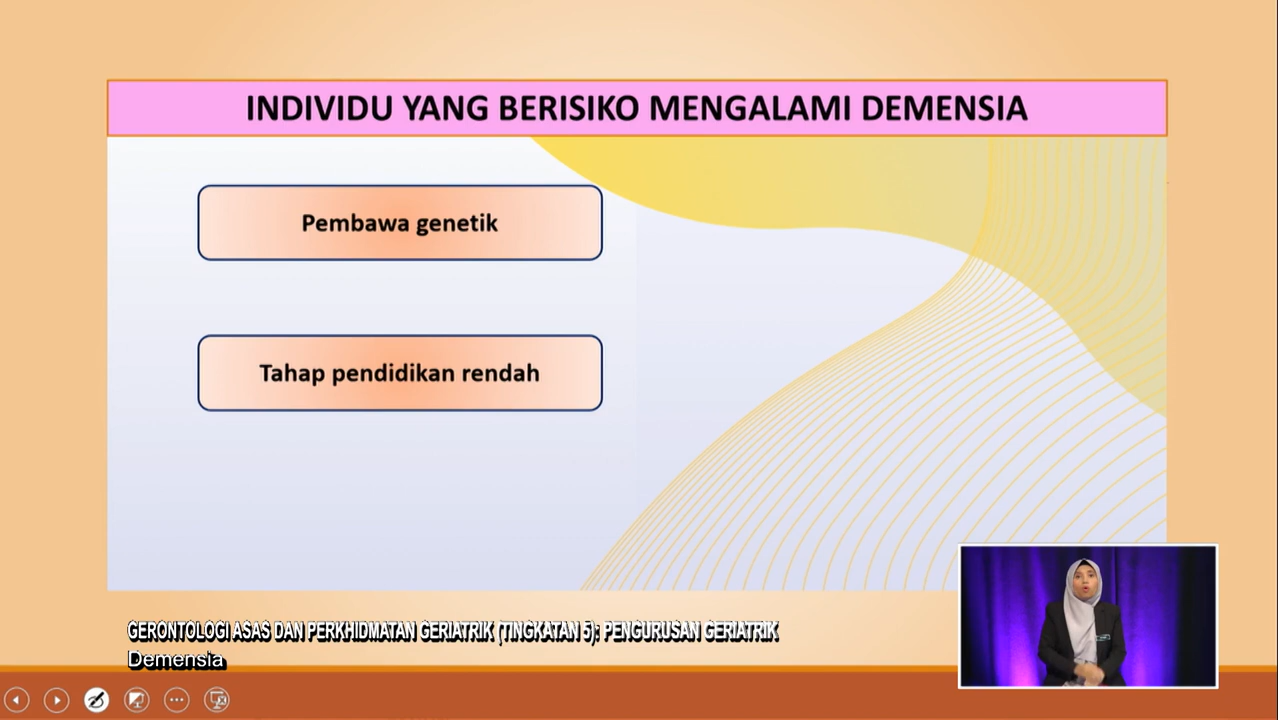 INDIVIDU YANG BERISIKO MENGALAMI DEMENSIA
Pembawa genetik
Tahap pendidikan rendah
GERONTOLOGI ASAS DAN PERKHIDMATAN GERIATRIK (TINGKATAN 5): PENGURUSAN GERIATRIK
Demensia